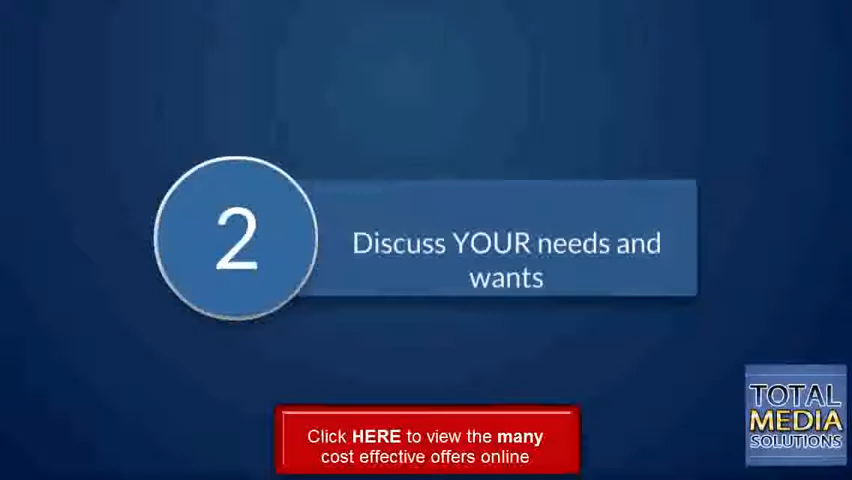 2
Discuss YOUR needs and
wants
Click HERE to view the many
cost effective offers online
TOTAL
MEDIA
SOLUTIONS